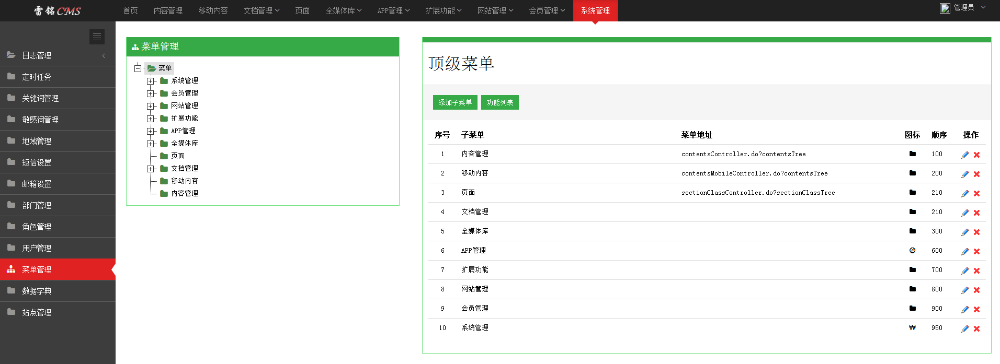 雷铭CMS 首页 内容管理 移动内容 文档管理 页面 全媒体库 APP管理 扩展功能 网站管理 会员管理 系统管理 管理员
日志管理
定时任务
关键词管理
敏感词管理
地域管理
短信设置
邮箱设置
部门管理
角色管理
用户管理
菜单管理
数据字典
站点管理
菜单管理
菜单
系统管理
会员管理
网站管理
扩展功能
APP管理
全媒体库
页面
文档管理
移动内容
内容管理
顶级菜单
添加子菜单 功能列表
序号 子菜单 菜单地址 图标 顺序 操作
1 内容管理 contentsController.do?contentsTree 100
2 移动内容 contentsMobileController.do?contentsTree 200
3 页面 sectionClassController.do?sectionClassTree 210
4 文档管理 210
5 全媒体库 300
6 APP管理 600
7 扩展功能 700
8 网站管理 800
9 会员管理 900
10 系统管理 950